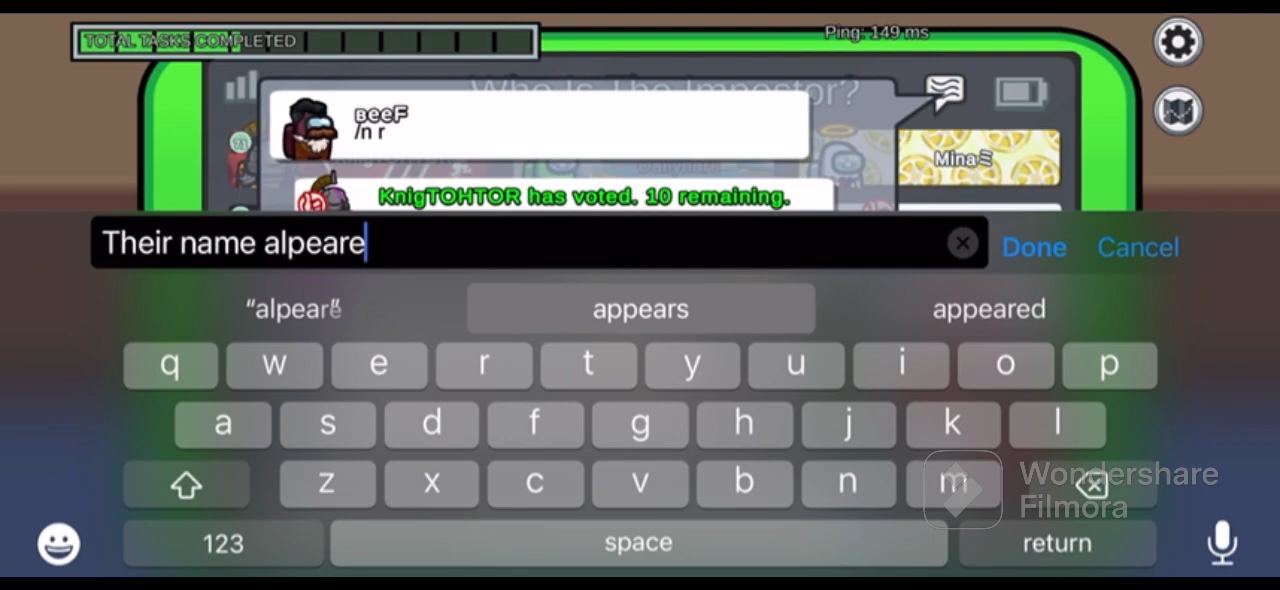 TOTAL TASKS COMPLETED
Ping: 149 ms
Who Is The Impostor?
BeeF
/n r
Mina
KnigTOHTOR has voted. 10 remaining.
Their name alpeare
Done
Cancel
“alpeare”
appears
appeared
q w e r t y u i o p
a s d f g h j k l
z x c v b n m
Wondershare
Filmora
123
space
return